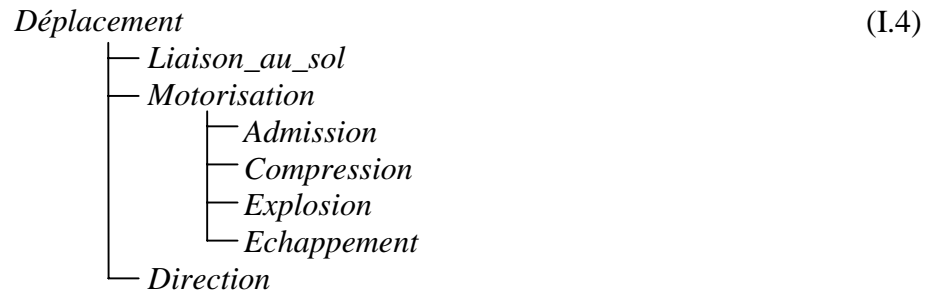 Déplacement (I.4)
Liaison_au_sol
Motorisation
Admission
Compression
Explosion
Echappement
Direction